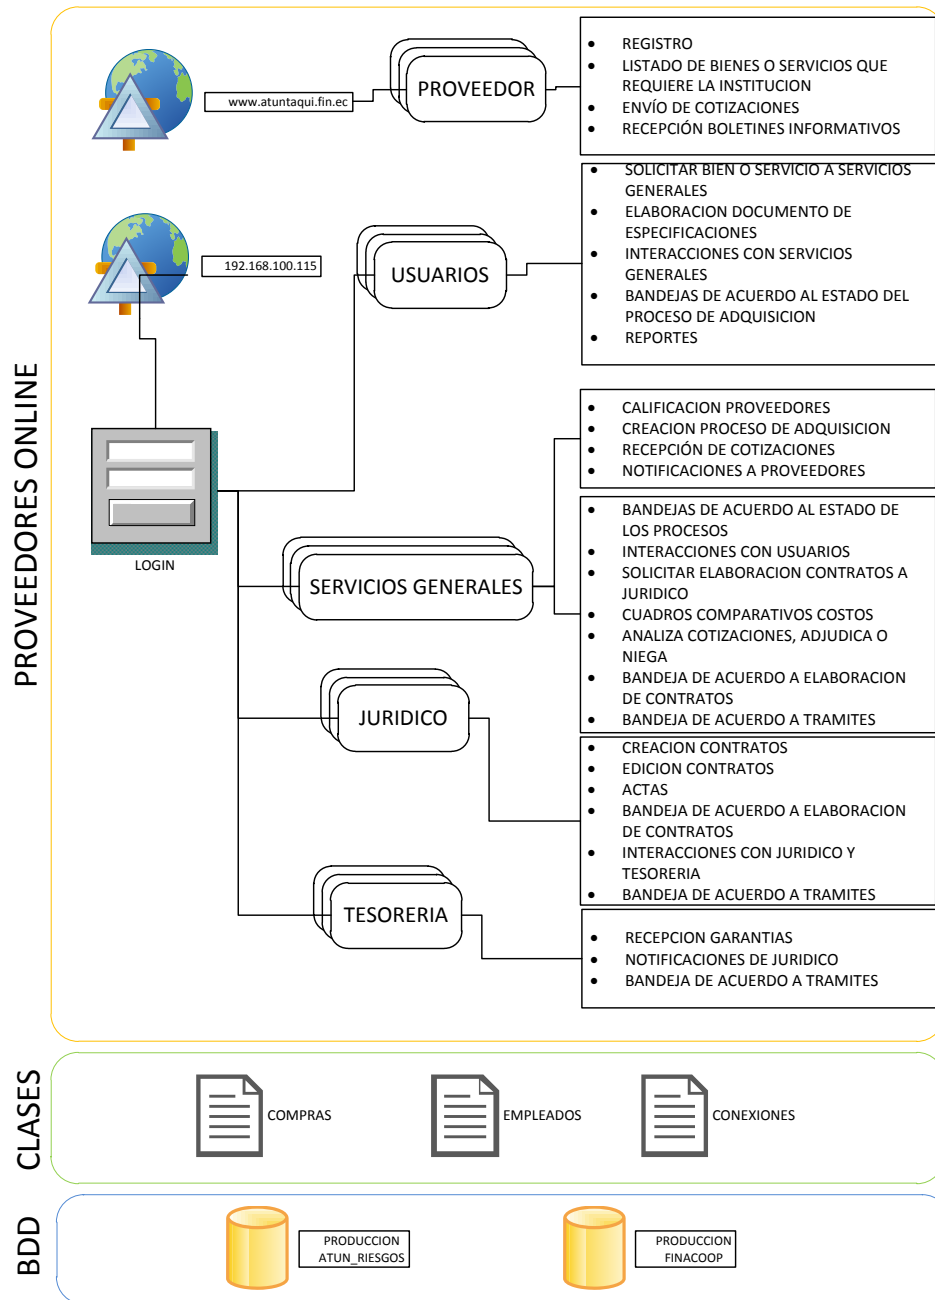 PROVEEDORES ONLINE
www.atuntaqui.fin.ec
PROVEEDOR
• REGISTRO
• LISTADO DE BIENES O SERVICIOS QUE
REQUIERE LA INSTITUCION
• ENVÍO DE COTIZACIONES
• RECEPCIÓN BOLETINES INFORMATIVOS
192.168.100.115
USUARIOS
• SOLICITAR BIEN O SERVICIO A SERVICIOS
GENERALES
• ELABORACION DOCUMENTO DE
ESPECIFICACIONES
• INTERACCIONES CON SERVICIOS
GENERALES
• BANDEJAS DE ACUERDO AL ESTADO DEL
PROCESO DE ADQUISICION
• REPORTES
LOGIN
SERVICIOS GENERALES
• CALIFICACION PROVEEDORES
• CREACION PROCESO DE ADQUISICION
• RECEPCIÓN DE COTIZACIONES
• NOTIFICACIONES A PROVEEDORES
• BANDEJAS DE ACUERDO AL ESTADO DE
LOS PROCESOS
• INTERACCIONES CON USUARIOS
• SOLICITAR ELABORACION CONTRATOS A
JURIDICO
• CUADROS COMPARATIVOS COSTOS
• ANALIZA COTIZACIONES, ADJUDICA O
NIEGA
• BANDEJA DE ACUERDO A ELABORACION
DE CONTRATOS
• BANDEJA DE ACUERDO A TRAMITES
JURIDICO
• CREACION CONTRATOS
• EDICION CONTRATOS
• ACTAS
• BANDEJA DE ACUERDO A ELABORACION
DE CONTRATOS
• INTERACCIONES CON JURIDICO Y
TESORERIA
• BANDEJA DE ACUERDO A TRAMITES
TESORERIA
• RECEPCION GARANTIAS
• NOTIFICACIONES DE JURIDICO
• BANDEJA DE ACUERDO A TRAMITES
CLASES
COMPRAS
EMPLEADOS
CONEXIONES
BDD
PRODUCCION
ATUN_RIESGOS
PRODUCCION
FINACOOP